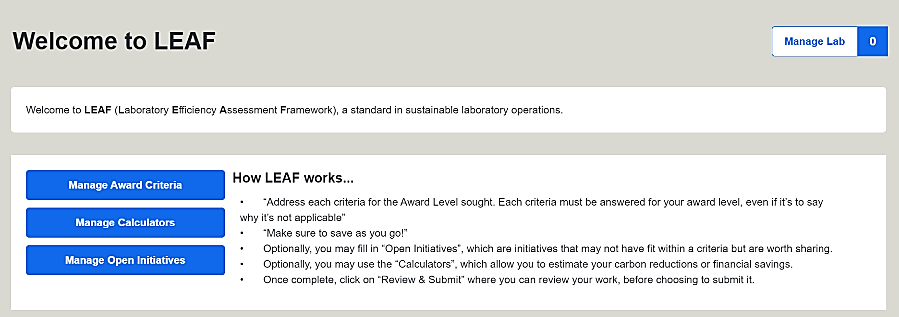 Welcome to LEAF
Manage Lab 0
Welcome to LEAF (Laboratory Efficiency Assessment Framework), a standard in sustainable laboratory operations.
Manage Award Criteria
Manage Calculators
Manage Open Initiatives
How LEAF works...
• “Address each criteria for the Award Level sought. Each criteria must be answered for your award level, even if it’s to say
why it’s not applicable”
• “Make sure to save as you go!”
• Optionally, you may fill in “Open Initiatives”, which are initiatives that may not have fit within a criteria but are worth sharing.
• Optionally, you may use the “Calculators”, which allow you to estimate your carbon reductions or financial savings.
• Once complete, click on “Review & Submit” where you can review your work, before choosing to submit it.